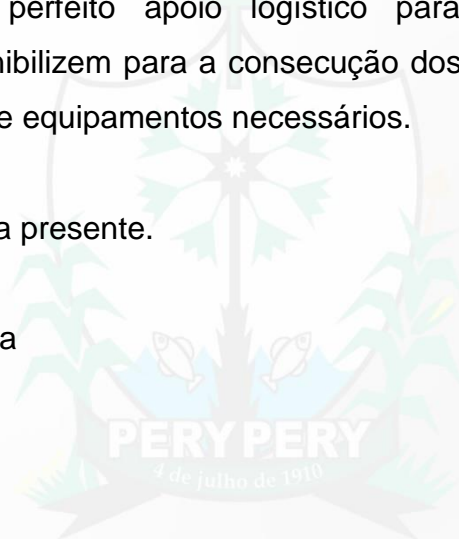 perfeito apoio logístico para
nibilizem para a consecução dos
e equipamentos necessários.
a presente.
a
PERY PERY
4 de julho de 1910